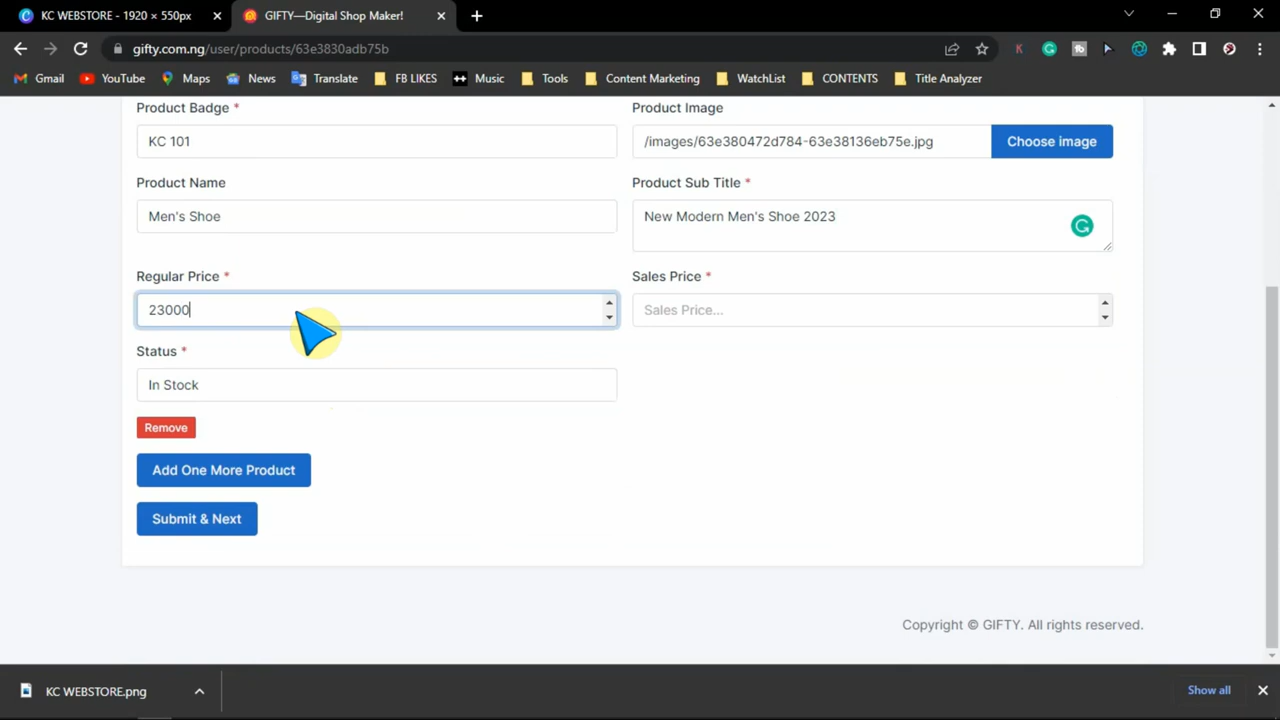 KC WEBSTORE - 1920 × 550px
GIFTY—Digital Shop Maker!
gifty.com.ng/user/products/63e3830adb75b
Gmail YouTube Maps News Translate FB LIKES Music Tools Content Marketing WatchList CONTENTS Title Analyzer
Product Badge * Product Image
KC 101 /images/63e380472d784-63e38136eb75e.jpg Choose image
Product Name Product Sub Title *
Men's Shoe New Modern Men's Shoe 2023
Regular Price * Sales Price *
23000 Sales Price...
Status *
In Stock
Remove
Add One More Product
Submit & Next
Copyright © GIFTY. All rights reserved.
KC WEBSTORE.png Show all